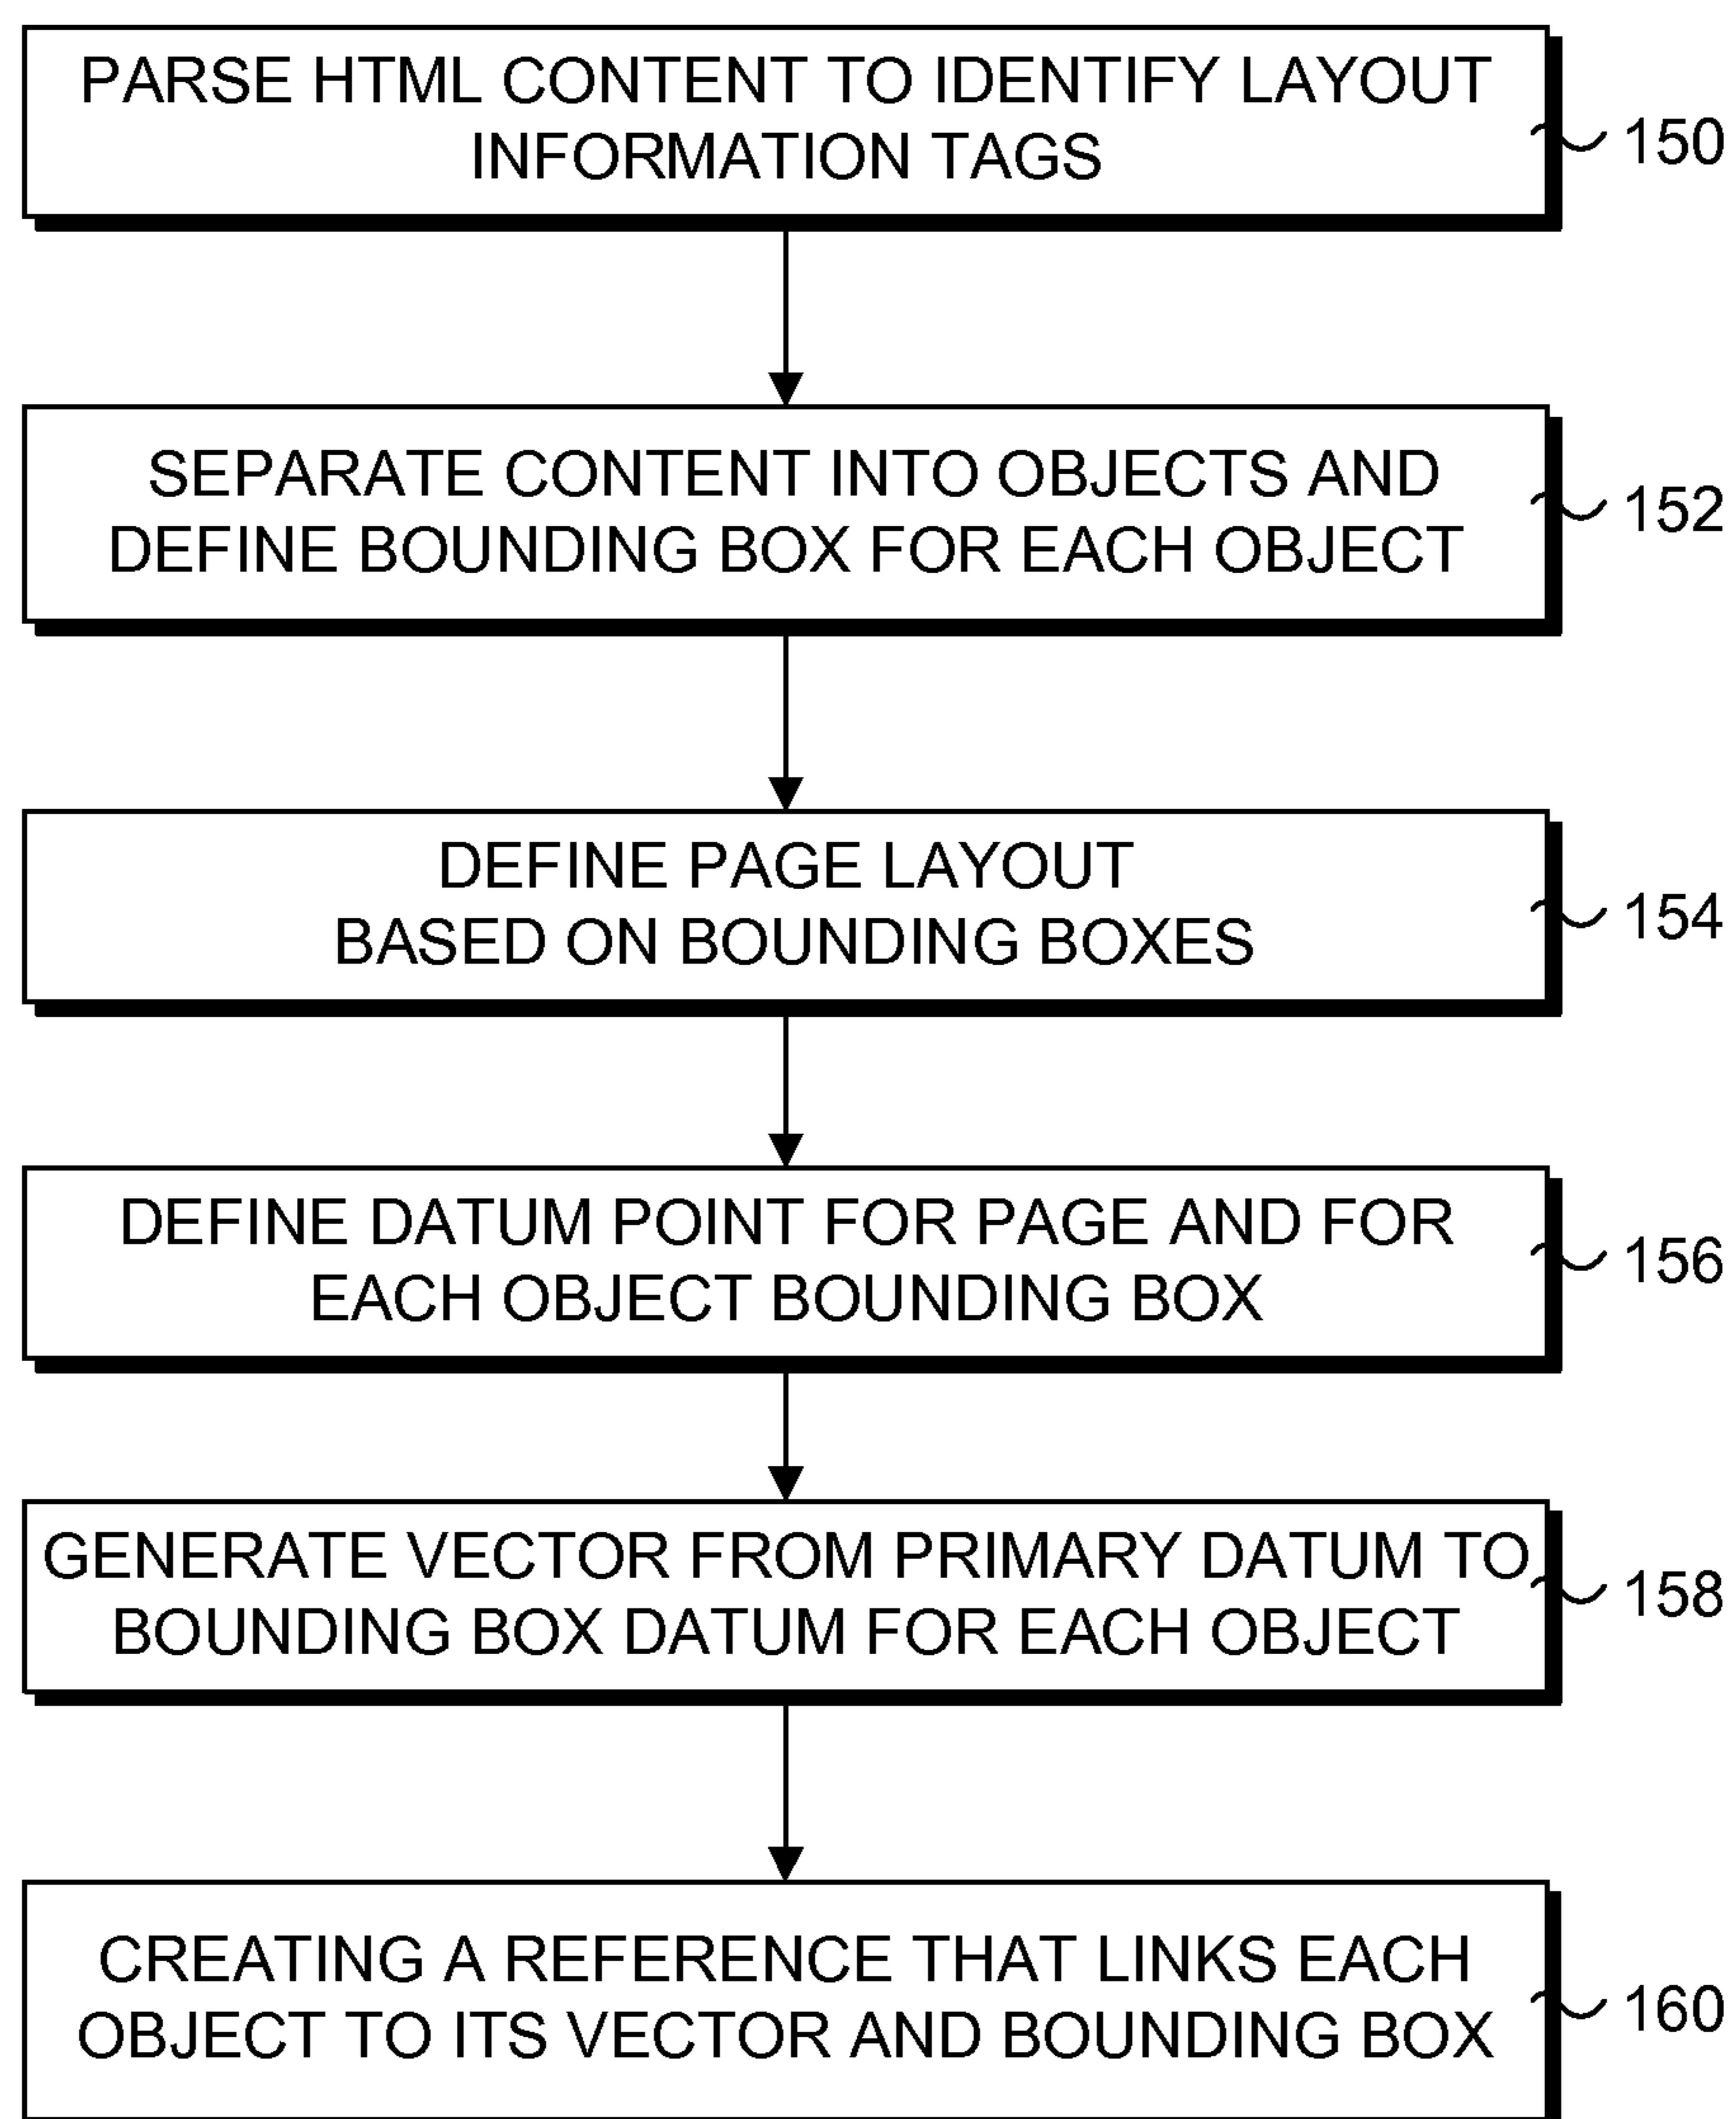 PARSE HTML CONTENT TO IDENTIFY LAYOUT
INFORMATION TAGS
150
SEPARATE CONTENT INTO OBJECTS AND
DEFINE BOUNDING BOX FOR EACH OBJECT
152
DEFINE PAGE LAYOUT
BASED ON BOUNDING BOXES
154
DEFINE DATUM POINT FOR PAGE AND FOR
EACH OBJECT BOUNDING BOX
156
GENERATE VECTOR FROM PRIMARY DATUM TO
BOUNDING BOX DATUM FOR EACH OBJECT
158
CREATING A REFERENCE THAT LINKS EACH
OBJECT TO ITS VECTOR AND BOUNDING BOX
160